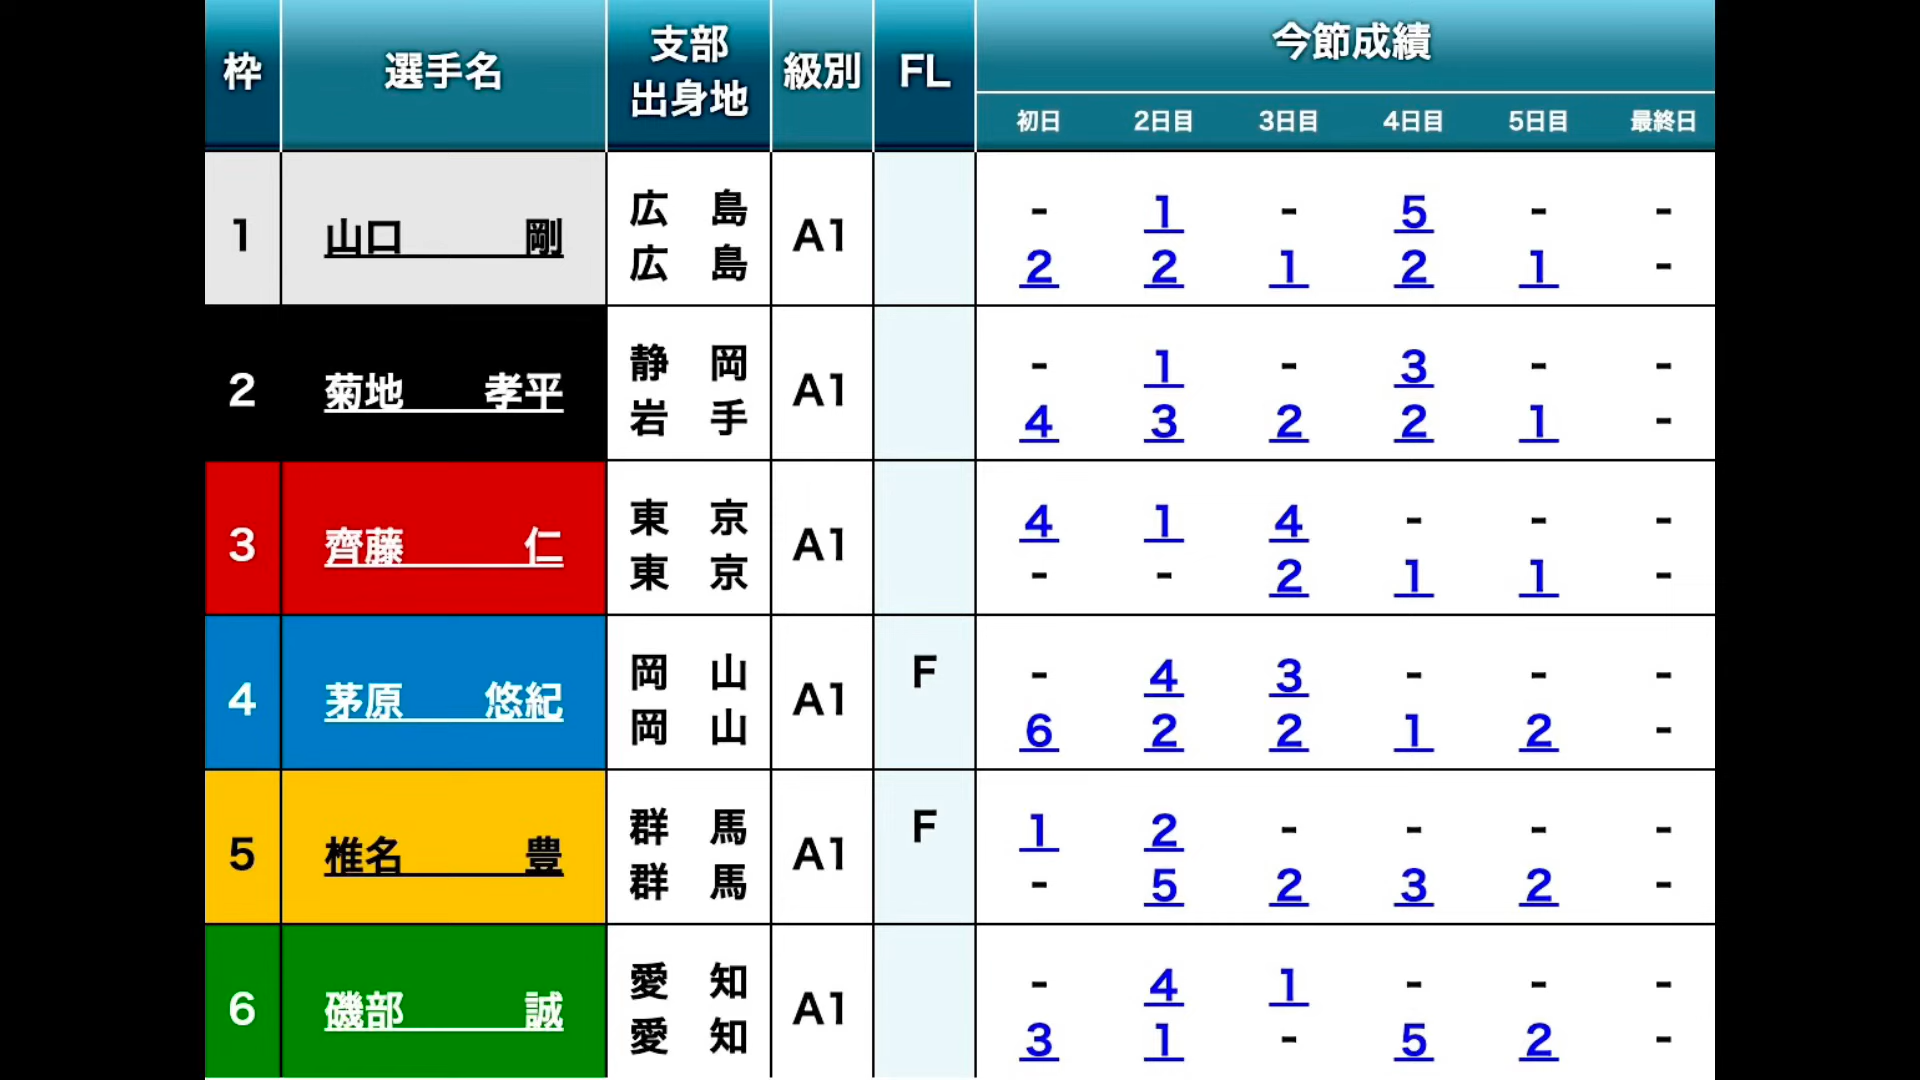 枠 選手名 支部 出身地 級別 FL 今節成績
初日 2日目 3日目 4日目 5日目 最終日
1 山口 剛 広島 A1 - 1 - 5 - -
広島 2 2 1 2 1 -
2 菊地 孝平 静岡 A1 - 1 - 3 - -
岩手 4 3 2 2 1 -
3 齊藤 仁 東京 A1 4 1 4 - - -
東京 - - 2 1 1 -
4 茅原 悠紀 岡山 A1 F - 4 3 - - -
岡山 6 2 2 1 2 -
5 椎名 豊 群馬 A1 F 1 2 - - - -
群馬 - 5 2 3 2 -
6 磯部 誠 愛知 A1 - 4 1 - - -
愛知 3 1 - 5 2 -